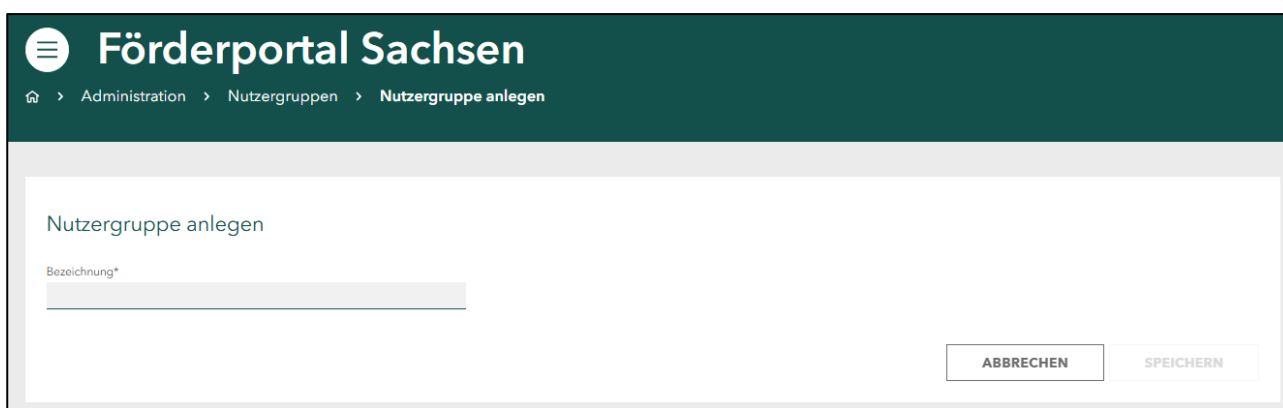 Förderportal Sachsen
Administration > Nutzergruppen > Nutzergruppe anlegen
Nutzergruppe anlegen
Bezeichnung*
ABBRECHEN SPEICHERN